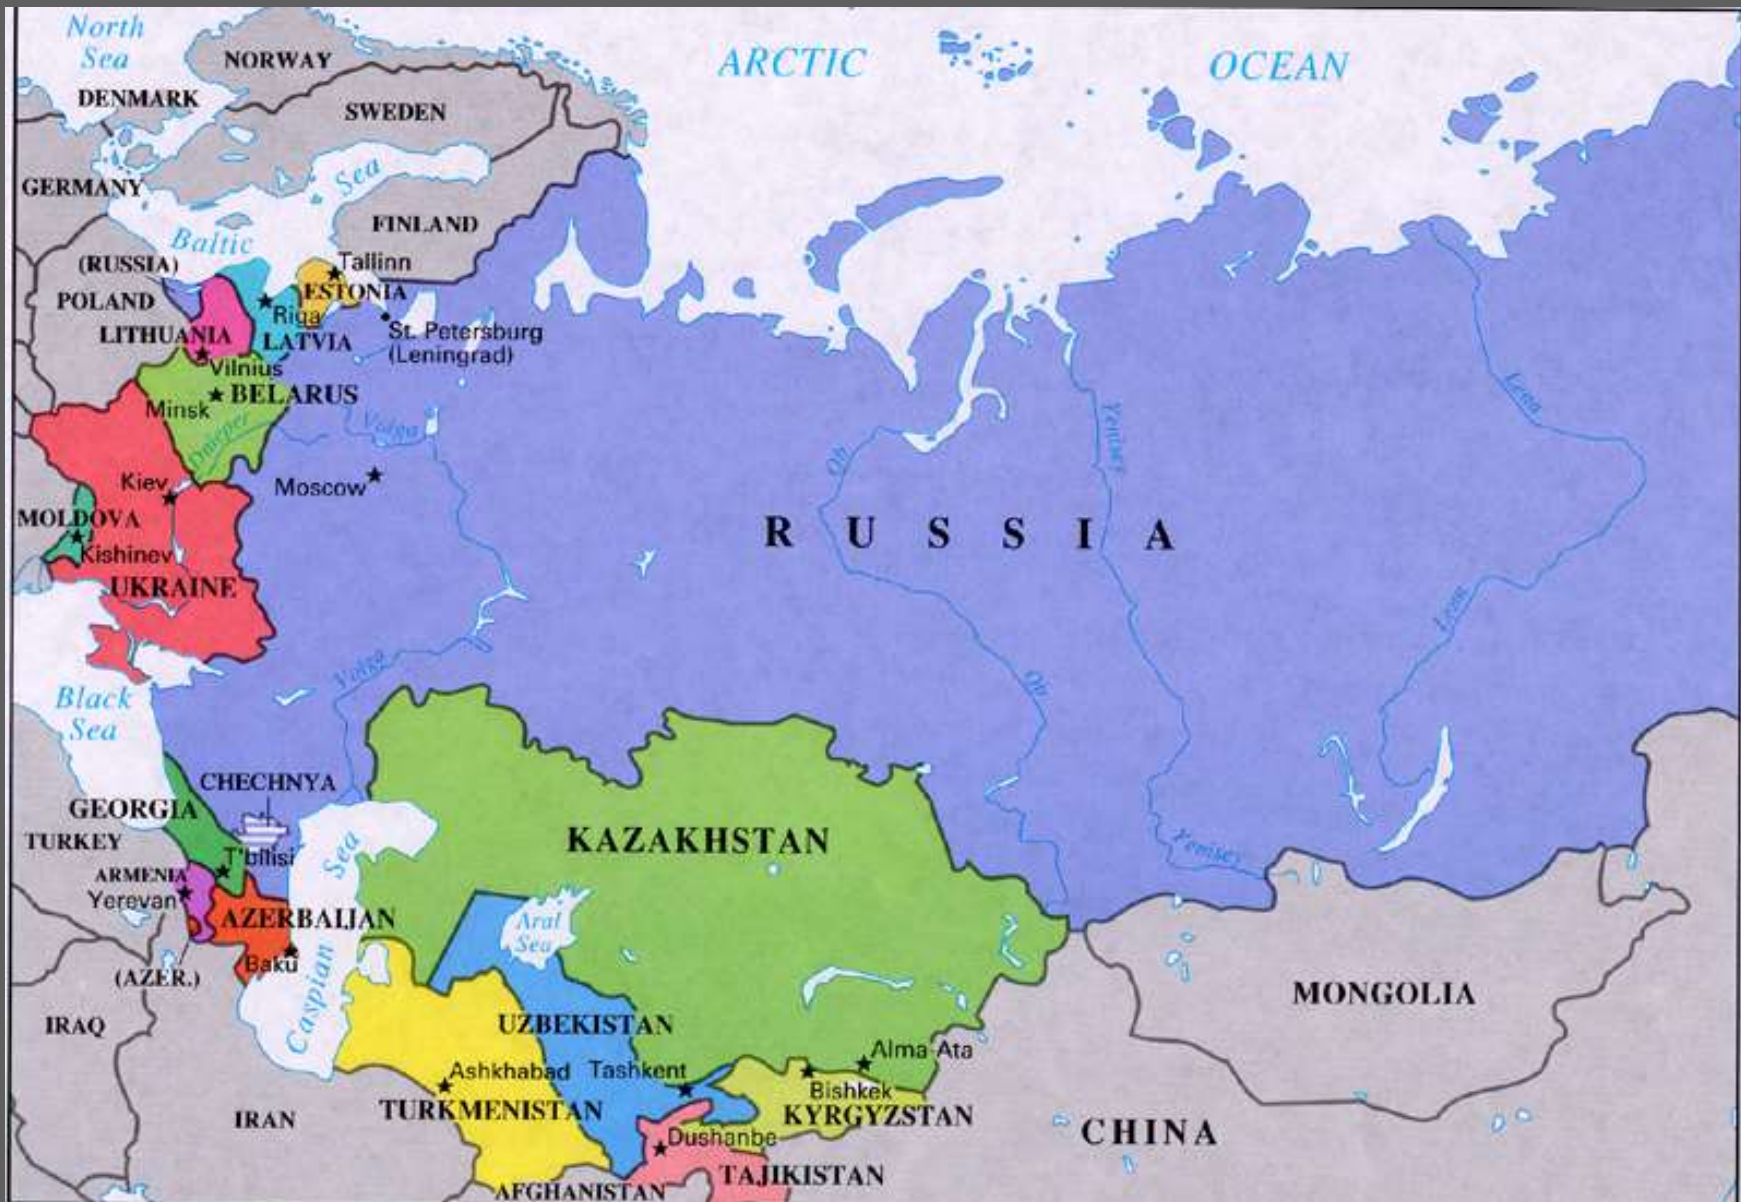 North
Sea
NORWAY
ARCTIC
OCEAN
DENMARK
SWEDEN
Sea
GERMANY
FINLAND
Baltic
(RUSSIA)
Tallinn
POLAND
ESTONIA
Riga
St. Petersburg
(Leningrad)
LITHUANIA
LATVIA
Vilnius
BELARUS
Minsk
Dnieper
Volga
Lena
Yenisey
Ob
Kiev
Moscow
MOLDOVA
RUSSIA
Kishinev
UKRAINE
Lena
Volga
Ob
Black
Sea
CHECHNYA
GEORGIA
TURKEY
KAZAKHSTAN
Yenisey
T'bilisi
ARMENIA
Yerevan
AZERBAIJAN
Aral
Sea
Baku
(AZER.)
Caspian Sea
MONGOLIA
IRAQ
UZBEKISTAN
Alma-Ata
Ashkhabad
Tashkent
Bishkek
TURKMENISTAN
KYRGYZSTAN
IRAN
CHINA
Dushanbe
TAJIKISTAN
AFGHANISTAN